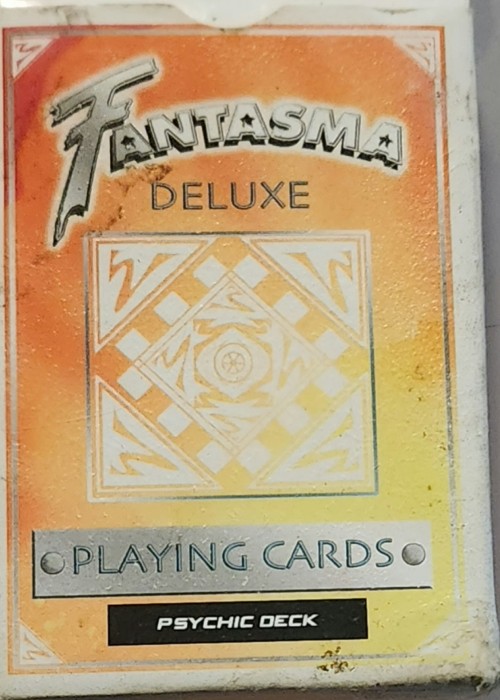 FANTASMA
DELUXE
PLAYING CARDS
PSYCHIC DECK